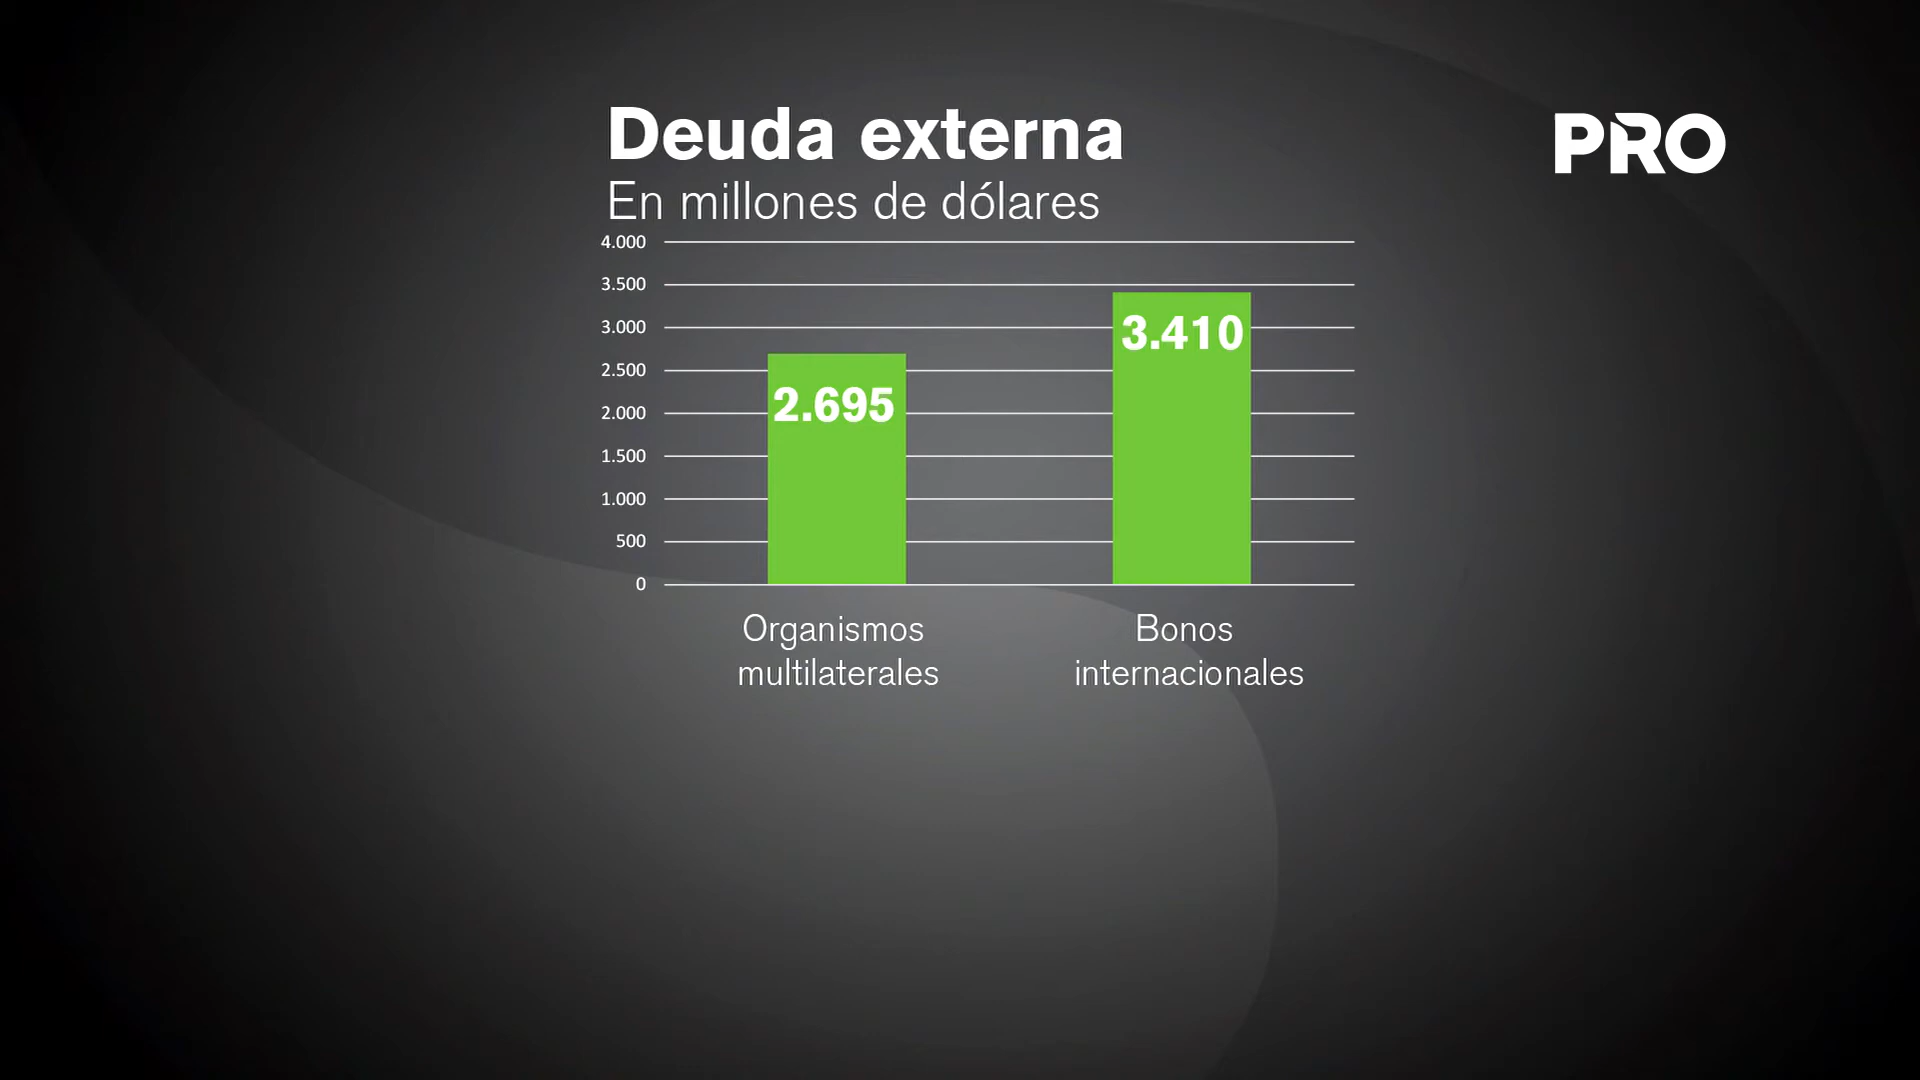 Deuda externa
PRO
En millones de dólares
4.000
3.500
3.000
2.500
2.000
1.500
1.000
500
0
2.695
3.410
Organismos
multilaterales
Bonos
internacionales